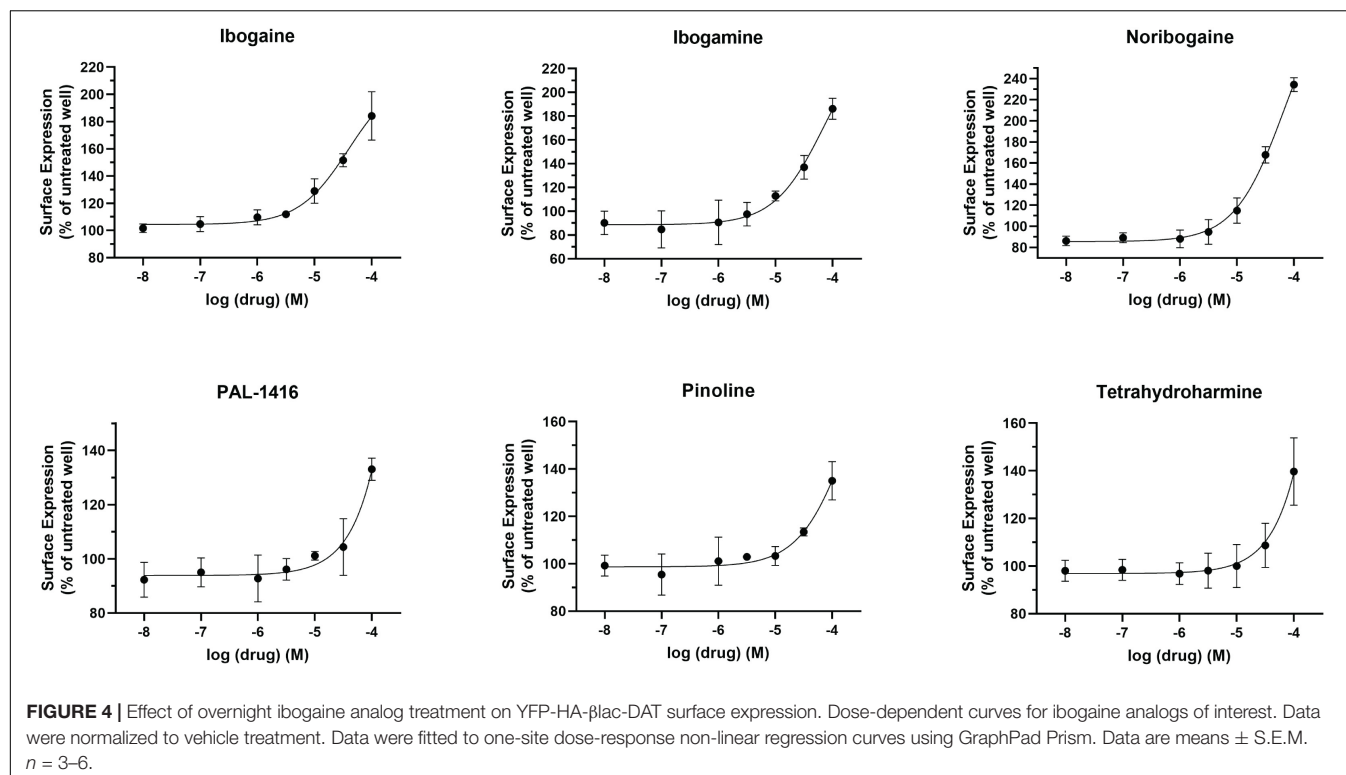 Ibogaine
Surface Expression
(% of untreated well)
220
200
180
160
140
120
100
80
-8 -7 -6 -5 -4
log (drug) (M)
Ibogamine
Surface Expression
(% of untreated well)
220
200
180
160
140
120
100
80
60
-8 -7 -6 -5 -4
log (drug) (M)
Noribogaine
Surface Expression
(% of untreated well)
240
220
200
180
160
140
120
100
80
-8 -7 -6 -5 -4
log (drug) (M)
PAL-1416
Surface Expression
(% of untreated well)
140
120
100
80
-8 -7 -6 -5 -4
log (drug) (M)
Pinoline
Surface Expression
(% of untreated well)
160
140
120
100
80
-8 -7 -6 -5 -4
log (drug) (M)
Tetrahydroharmine
Surface Expression
(% of untreated well)
160
140
120
100
80
-8 -7 -6 -5 -4
log (drug) (M)
FIGURE 4 | Effect of overnight ibogaine analog treatment on YFP-HA-βlac-DAT surface expression. Dose-dependent curves for ibogaine analogs of interest. Data
were normalized to vehicle treatment. Data were fitted to one-site dose-response non-linear regression curves using GraphPad Prism. Data are means ± S.E.M.
n = 3–6.